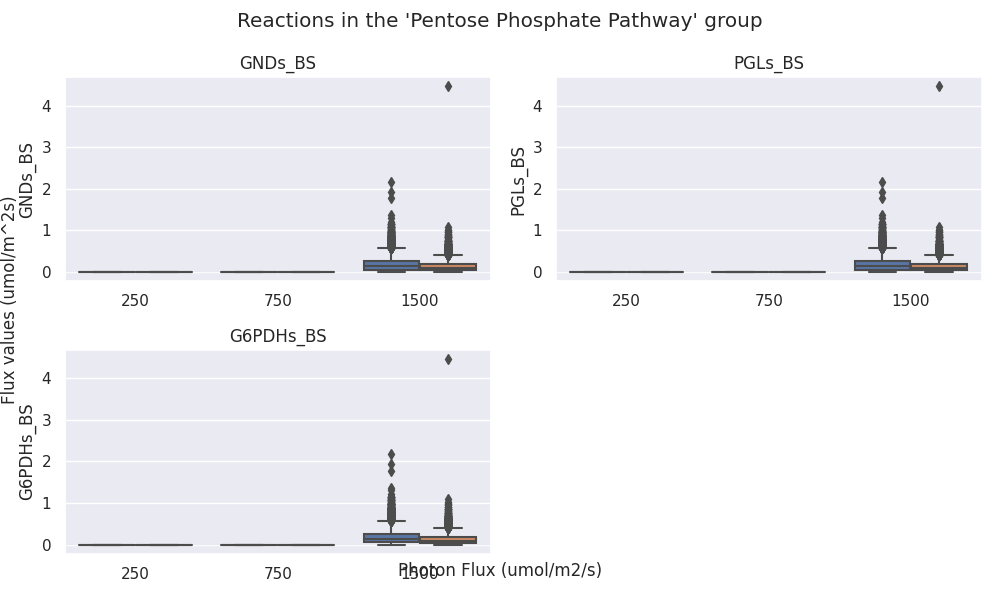 Reactions in the 'Pentose Phosphate Pathway' group
GNDs_BS
PGLs_BS
Flux values (umol/m^2s)
GNDs_BS
4
3
2
1
0
250
750
1500
PGLs_BS
4
3
2
1
0
250
750
1500
G6PDHs_BS
G6PDHs_BS
4
3
2
1
0
250
750
1500
Photon Flux (umol/m2/s)